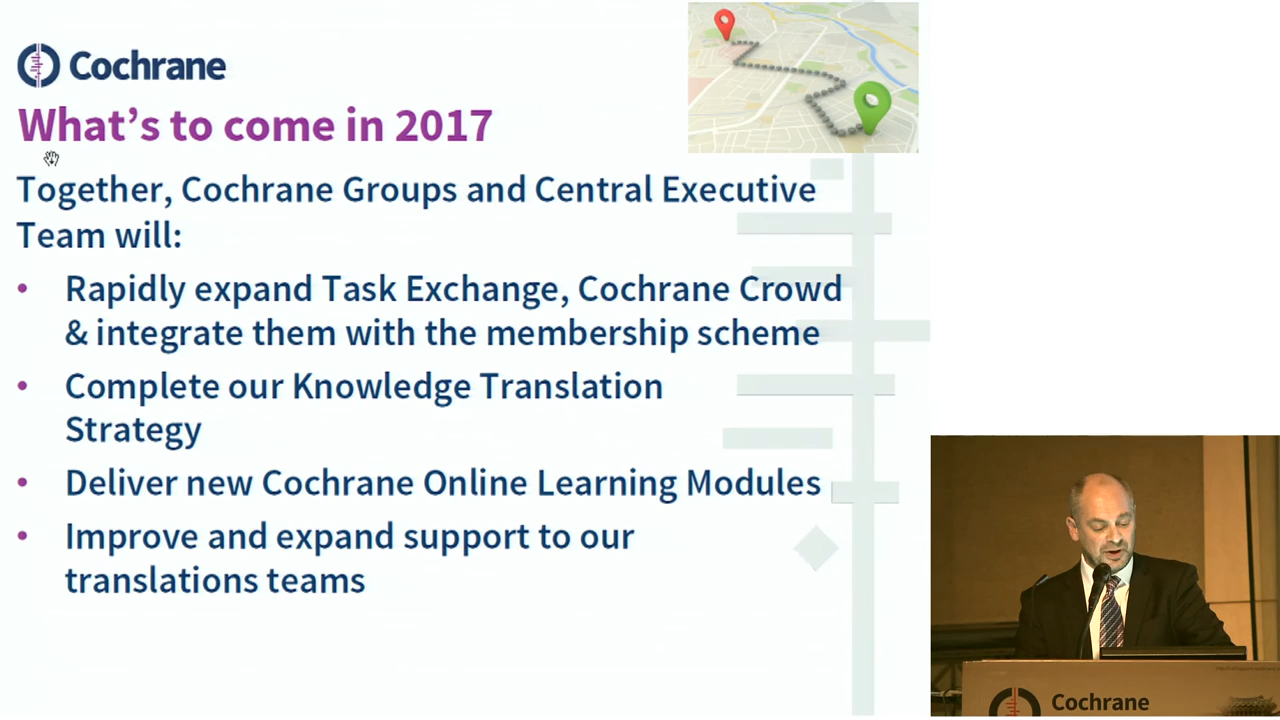 Cochrane
What's to come in 2017
Together, Cochrane Groups and Central Executive
Team will:
• Rapidly expand Task Exchange, Cochrane Crowd
& integrate them with the membership scheme
• Complete our Knowledge Translation
Strategy
• Deliver new Cochrane Online Learning Modules
• Improve and expand support to our
translations teams
Cochrane